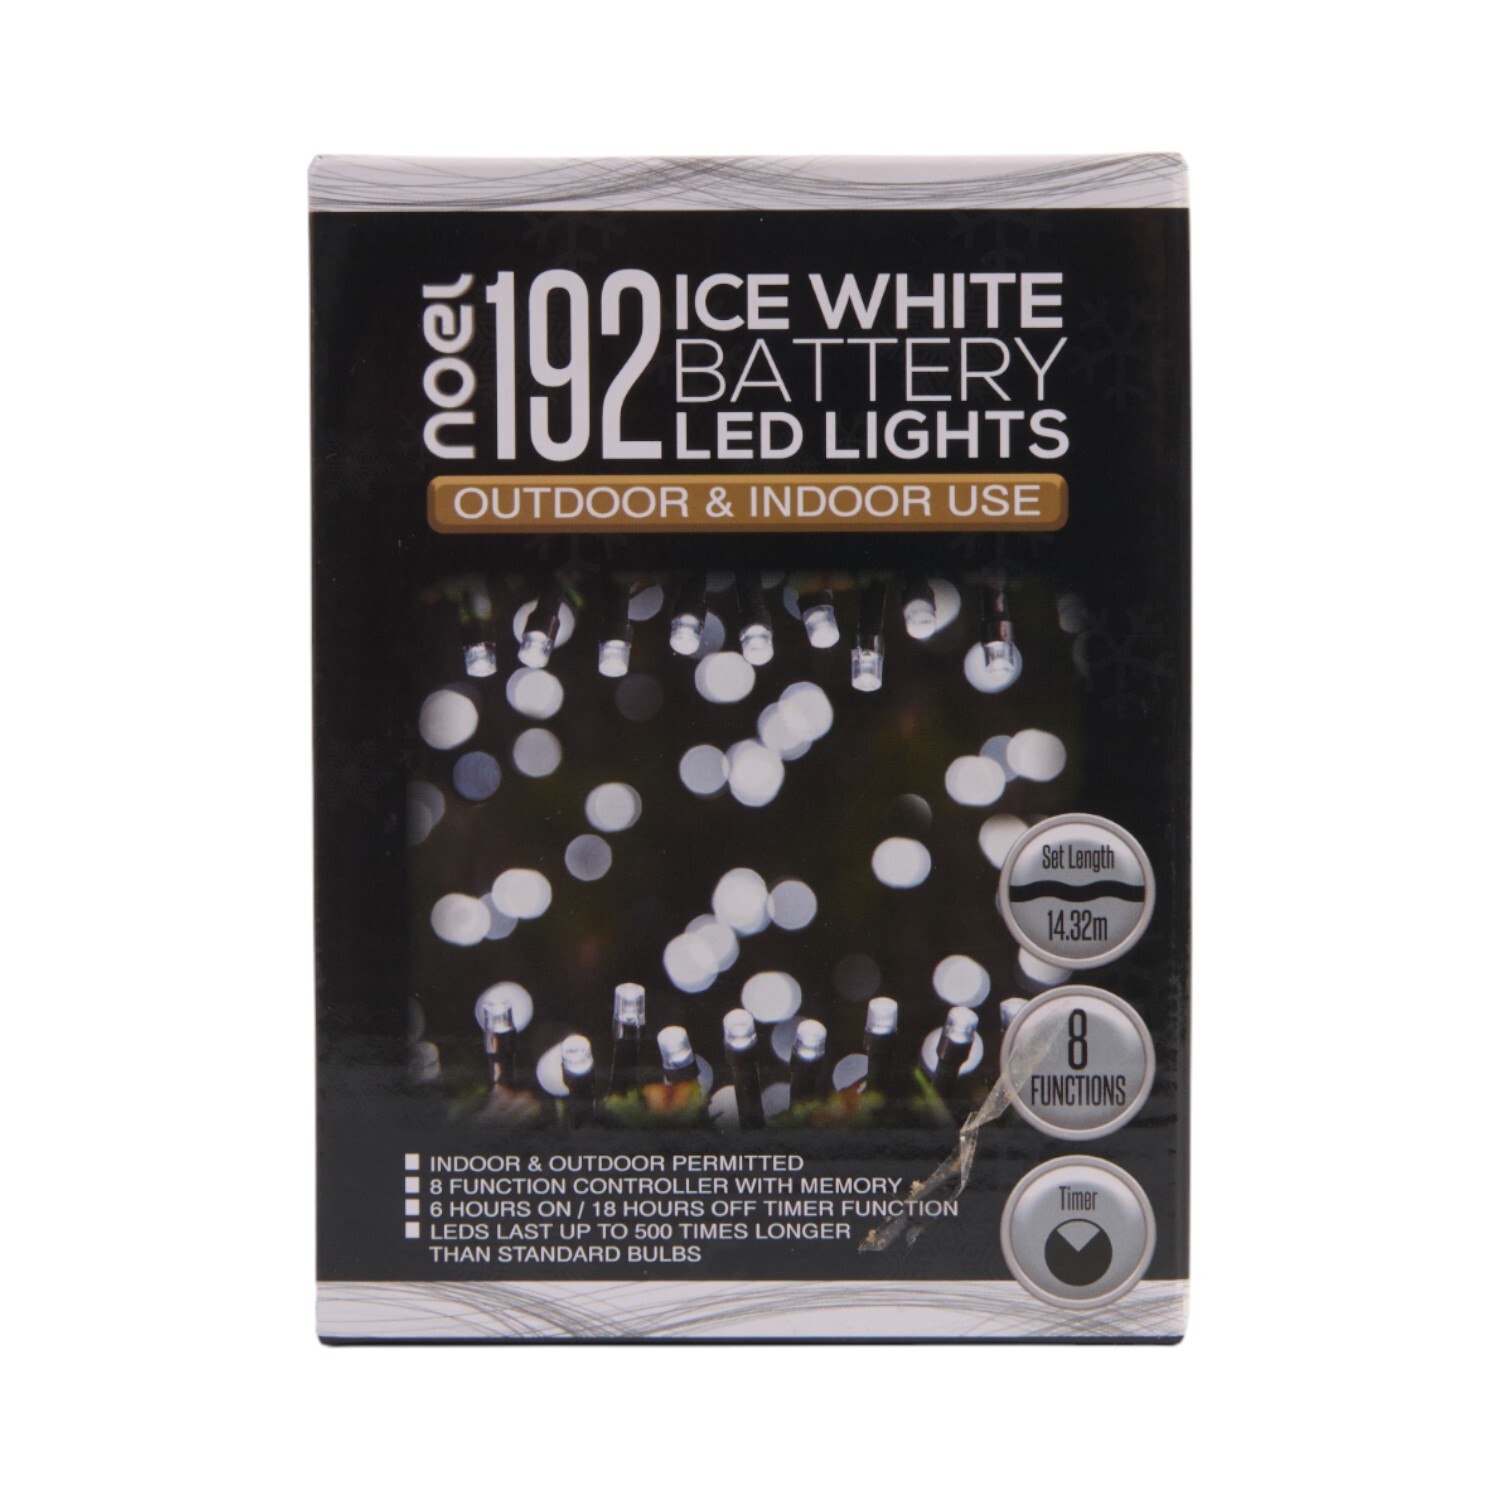 noel
192
ICE WHITE
BATTERY
LED LIGHTS
OUTDOOR & INDOOR USE
Set Length
14.32m
8
FUNCTIONS
Timer
INDOOR & OUTDOOR PERMITTED
8 FUNCTION CONTROLLER WITH MEMORY
6 HOURS ON / 18 HOURS OFF TIMER FUNCTION
LEDS LAST UP TO 500 TIMES LONGER
THAN STANDARD BULBS